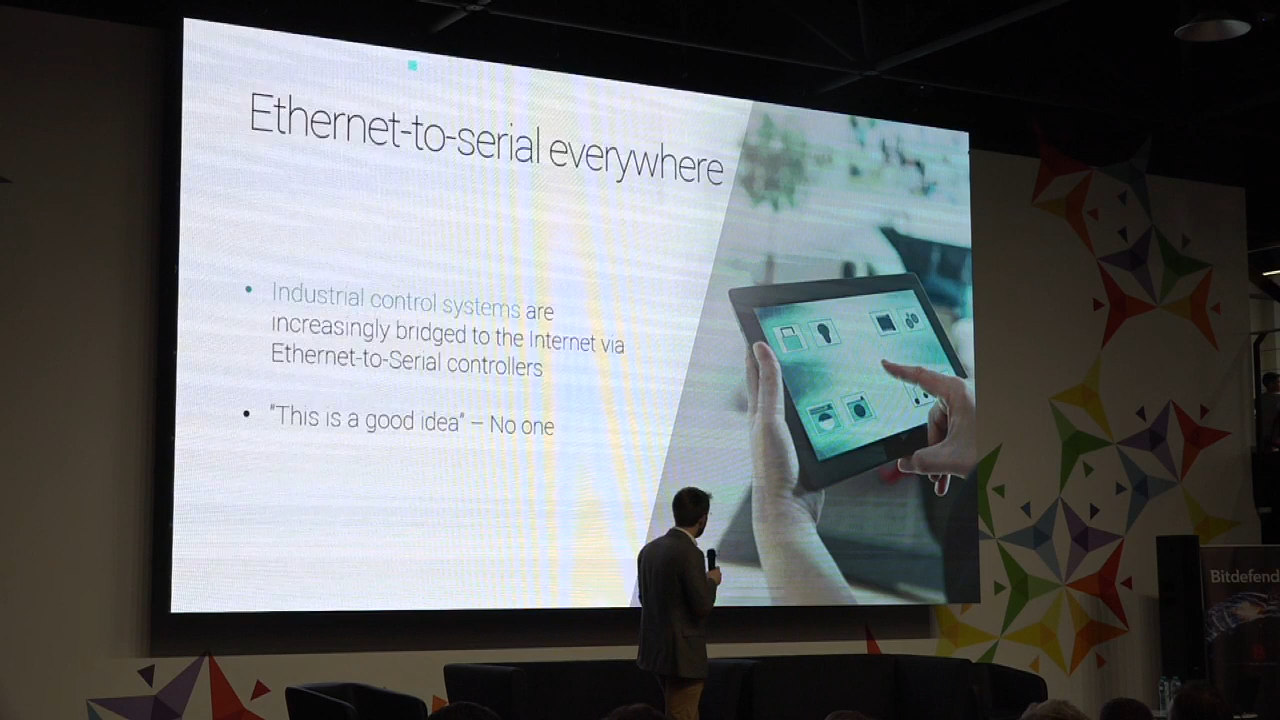 Ethernet-to-serial everywhere
• Industrial control systems are
increasingly bridged to the Internet via
Ethernet-to-Serial controllers
• "This is a good idea" – No one
Bitdefend